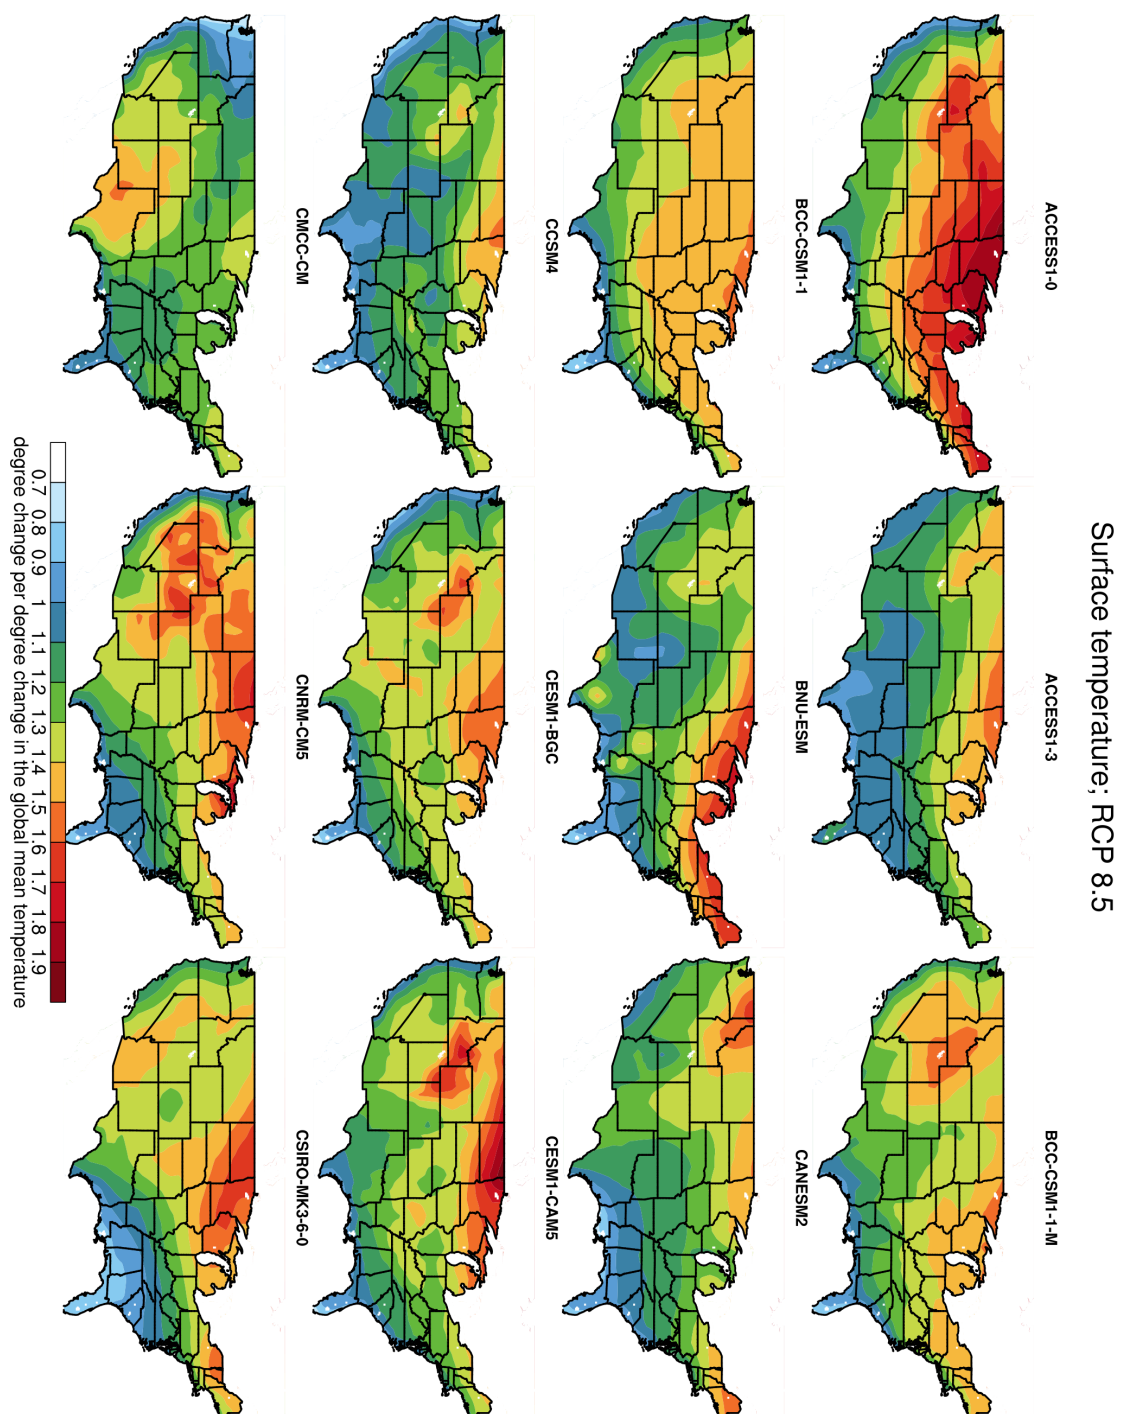 Surface temperature; RCP 8.5
ACCESS1-0
ACCESS1-3
BCC-CSM1-1-M
BCC-CSM1-1
BNU-ESM
CANESM2
CCSM4
CESM1-BGC
CESM1-CAM5
CMCC-CM
CNRM-CM5
CSIRO-MK3-6-0
0.7 0.8 0.9 1 1.1 1.2 1.3 1.4 1.5 1.6 1.7 1.8 1.9
degree change per degree change in the global mean temperature